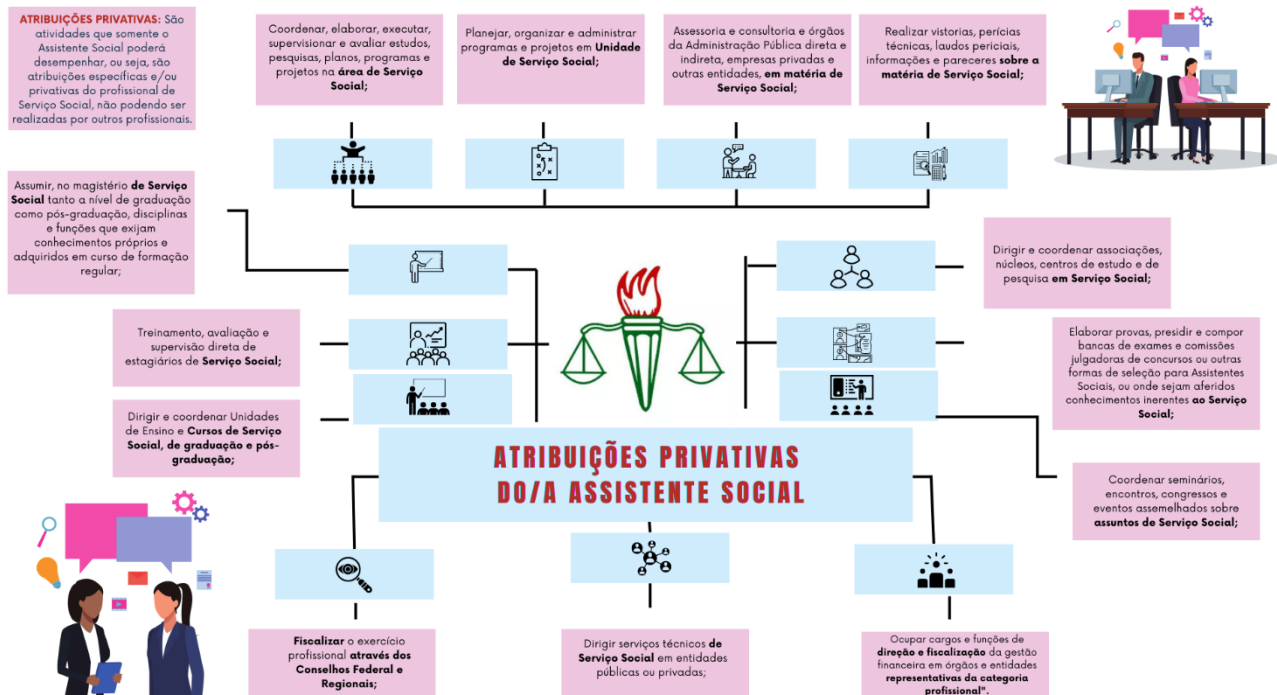 ATRIBUIÇÕES PRIVATIVAS: São
atividades que somente o
Assistente Social poderá
desempenhar, ou seja, são
atribuições específicas e/ou
privativas do profissional de
Serviço Social, não podendo ser
realizadas por outros profissionais.
Coordenar, elaborar, executar,
supervisionar e avaliar estudos,
pesquisas, planos, programas e
projetos na área de Serviço
Social;
Planejar, organizar e administrar
programas e projetos em Unidade
de Serviço Social;
Assessoria e consultoria e órgãos
da Administração Pública direta e
indireta, empresas privadas e
outras entidades, em matéria de
Serviço Social;
Realizar vistorias, perícias
técnicas, laudos periciais,
informações e pareceres sobre a
matéria de Serviço Social;
Assumir, no magistério de Serviço
Social tanto a nível de graduação
como pós-graduação, disciplinas
e funções que exijam
conhecimentos próprios e
adquiridos em curso de formação
regular;
Dirigir e coordenar associações,
núcleos, centros de estudo e de
pesquisa em Serviço Social;
Treinamento, avaliação e
supervisão direta de
estagiários de Serviço Social;
Elaborar provas, presidir e compor
bancas de exames e comissões
julgadoras de concursos ou outras
formas de seleção para Assistentes
Sociais, ou onde sejam aferidos
conhecimentos inerentes ao Serviço
Social;
Dirigir e coordenar Unidades
de Ensino e Cursos de Serviço
Social, de graduação e pós-
graduação;
ATRIBUIÇÕES PRIVATIVAS
DO/A ASSISTENTE SOCIAL
Coordenar seminários,
encontros, congressos e
eventos assemelhados sobre
assuntos de Serviço Social;
Fiscalizar o exercício
profissional através dos
Conselhos Federal e
Regionais;
Dirigir serviços técnicos de
Serviço Social em entidades
públicas ou privadas;
Ocupar cargos e funções de
direção e fiscalização da gestão
financeira em órgãos e entidades
representativas da categoria
profissional".